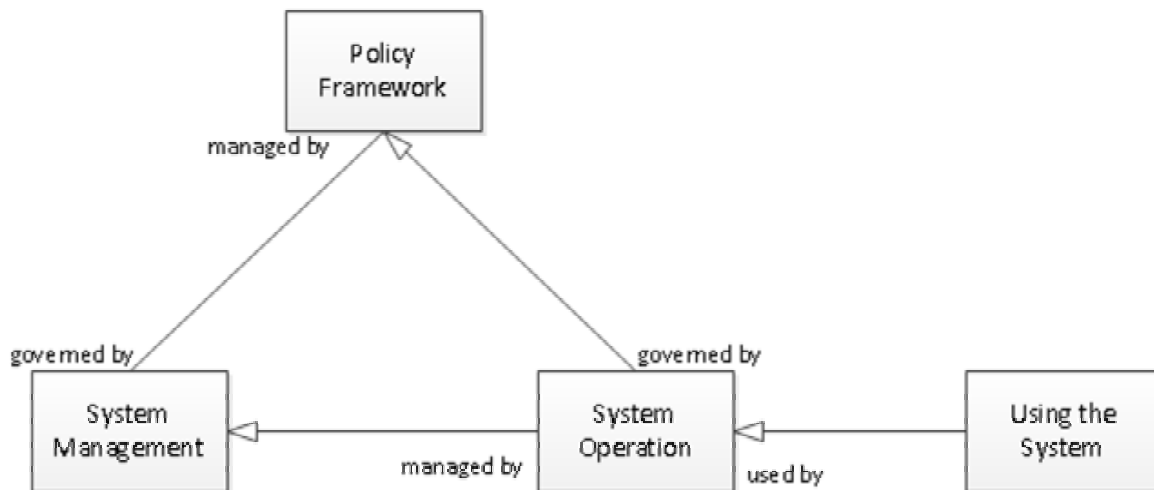 Policy
Framework
managed by
governed by
governed by
System
Management
System
Operation
Using the
System
managed by
used by